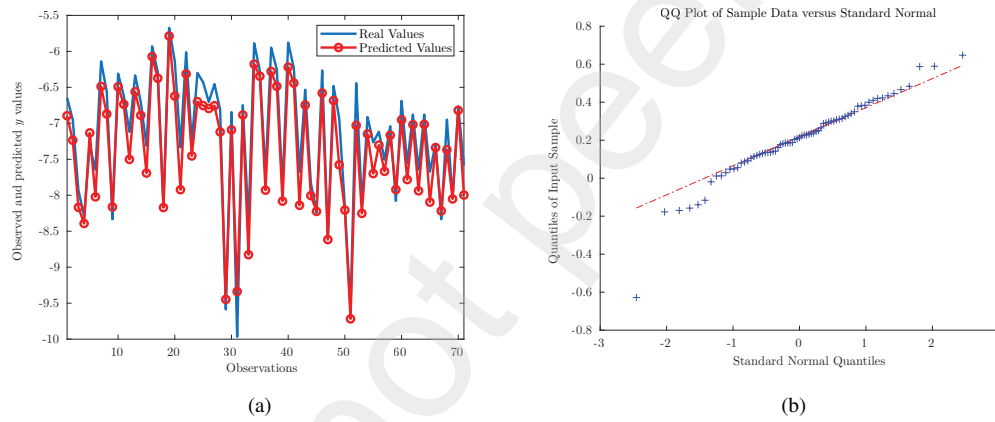 -5.5
-6
-6.5
-7
-7.5
-8
-8.5
-9
-9.5
-10
Observed and predicted y values
Real Values
Predicted Values
10 20 30 40 50 60 70
Observations
(a)
QQ Plot of Sample Data versus Standard Normal
0.8
0.6
0.4
0.2
0
-0.2
-0.4
-0.6
-0.8
Quantiles of Input Sample
-3 -2 -1 0 1 2 3
Standard Normal Quantiles
(b)
not pee